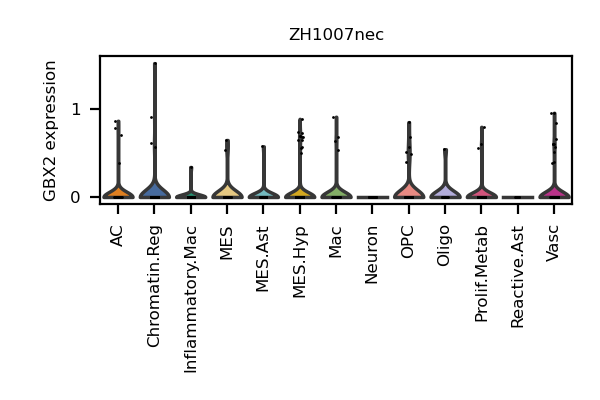 ZH1007nec
GBX2 expression
1
0
AC
Chromatin.Reg
Inflammatory.Mac
MES
MES.Ast
MES.Hyp
Mac
Neuron
OPC
Oligo
Prolif.Metab
Reactive.Ast
Vasc